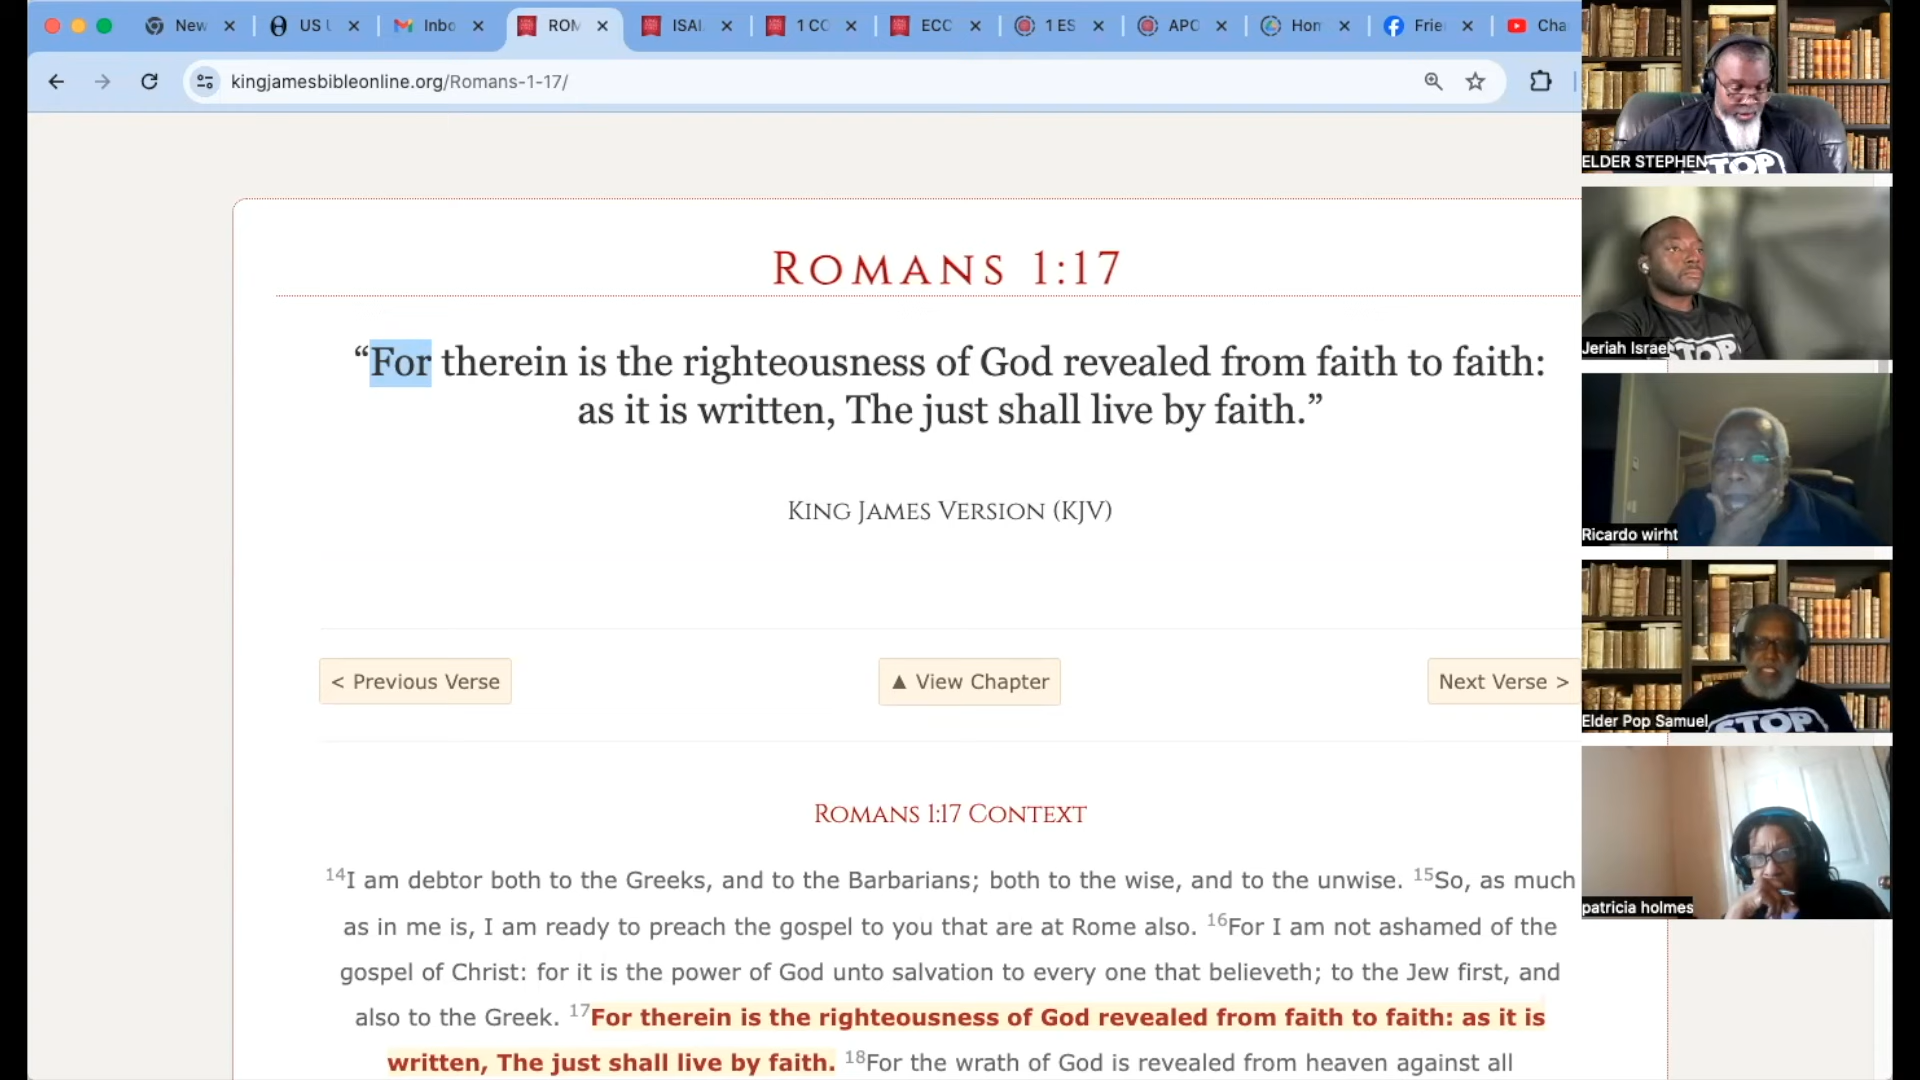 New
US U
Inbo
ROM
ISAI
1 CO
ECC
1 ES
APO
Hom
Frie
Cha
kingjamesbibleonline.org/Romans-1-17/
Romans 1:17
“For therein is the righteousness of God revealed from faith to faith:
as it is written, The just shall live by faith.”
King James Version (KJV)
< Previous Verse
▲ View Chapter
Next Verse >
Romans 1:17 Context
14I am debtor both to the Greeks, and to the Barbarians; both to the wise, and to the unwise. 15So, as much
as in me is, I am ready to preach the gospel to you that are at Rome also. 16For I am not ashamed of the
gospel of Christ: for it is the power of God unto salvation to every one that believeth; to the Jew first, and
also to the Greek. 17For therein is the righteousness of God revealed from faith to faith: as it is
written, The just shall live by faith. 18For the wrath of God is revealed from heaven against all
ELDER STEPHEN
STOP
Jeriah Israe
STOP
Ricardo wirht
Elder Pop Samuel
STOP
patricia holmes